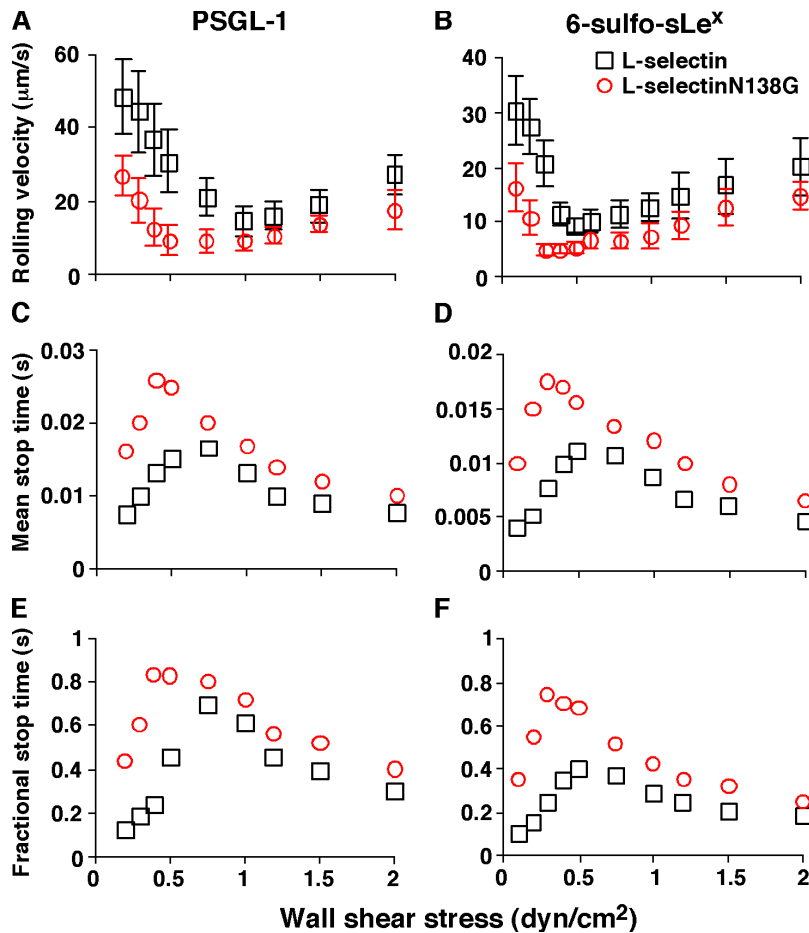 A PSGL-1
B 6-sulfo-sLeˣ
L-selectin
L-selectinN138G
Rolling velocity (μm/s)
60
40
20
0
40
30
20
10
0
C
D
Mean stop time (s)
0.03
0.02
0.01
0
0.02
0.015
0.01
0.005
0
E
F
Fractional stop time (s)
1
0.8
0.6
0.4
0.2
0
1
0.8
0.6
0.4
0.2
0
0 0.5 1 1.5 2
0 0.5 1 1.5 2
Wall shear stress (dyn/cm²)